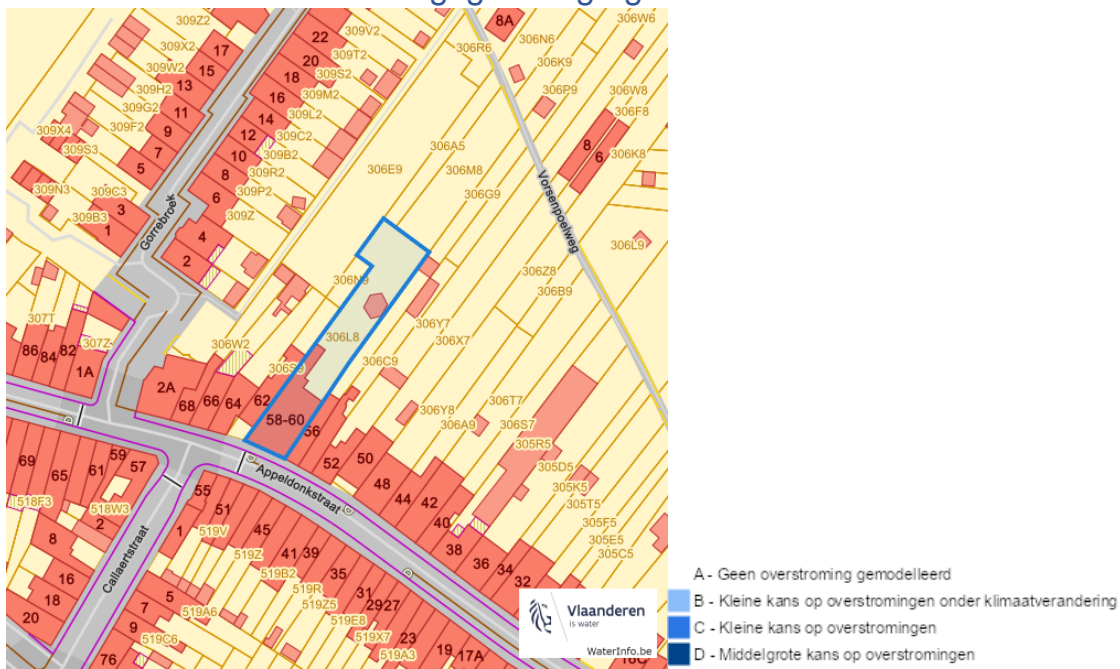 309Z2
309V2
8A
306W6
309X2
17
22
306R6
306N6
309W2
15
20
309T2
306K9
309H2
13
18
309S2
306P9
306W8
309G2
11
16
309M2
306F8
309F2
9
14
309L2
309X4
7
12
309C2
306A5
8
6
306K8
309S3
5
10
309B2
306E9
306M8
8
309R2
309N3
309C3
6
309P2
306G9
Vorsenpoelweg
3
309Z
309B3
1
Gorrebroek
4
306L9
2
306Z8
306N9
306B9
307T
306Y7
307Z
306L8
306X7
86
84
82
306W2
306S9
306C9
1A
2A
68
66
64
62
306Y8
306T7
58-60
56
306A9
306S7
305R5
69
65
61
59
57
52
50
305D5
Appeldonkstraat
48
44
42
305K5
518F3
55
51
40
305T5
518W3
2
1
519V
45
38
305F5
8
519Z
41
39
36
305E5
Callaertstraat
519B2
34
305C5
16
5
519R
35
32
18
7
519A6
519Z5
31
29
27
20
9
519E8
519C6
519X7
23
76
519A3
19
17A
16C
Vlaanderen
is water
WaterInfo.be
A - Geen overstroming gemodelleerd
B - Kleine kans op overstromingen onder klimaatverandering
C - Kleine kans op overstromingen
D - Middelgrote kans op overstromingen